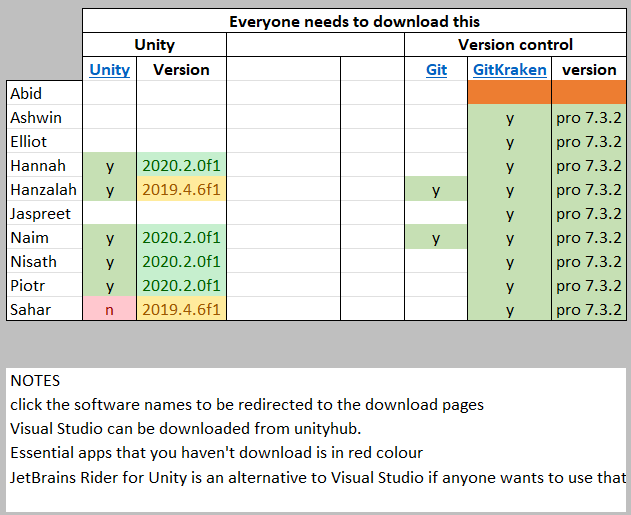 Everyone needs to download this
Unity Version control
Unity Version Git GitKraken version
Abid
Ashwin y pro 7.3.2
Elliot y pro 7.3.2
Hannah y 2020.2.0f1 y pro 7.3.2
Hanzalah y 2019.4.6f1 y y pro 7.3.2
Jaspreet y pro 7.3.2
Naim y 2020.2.0f1 y y pro 7.3.2
Nisath y 2020.2.0f1 y pro 7.3.2
Piotr y 2020.2.0f1 y pro 7.3.2
Sahar n 2019.4.6f1 y pro 7.3.2
NOTES
click the software names to be redirected to the download pages
Visual Studio can be downloaded from unityhub.
Essential apps that you haven't download is in red colour
JetBrains Rider for Unity is an alternative to Visual Studio if anyone wants to use that